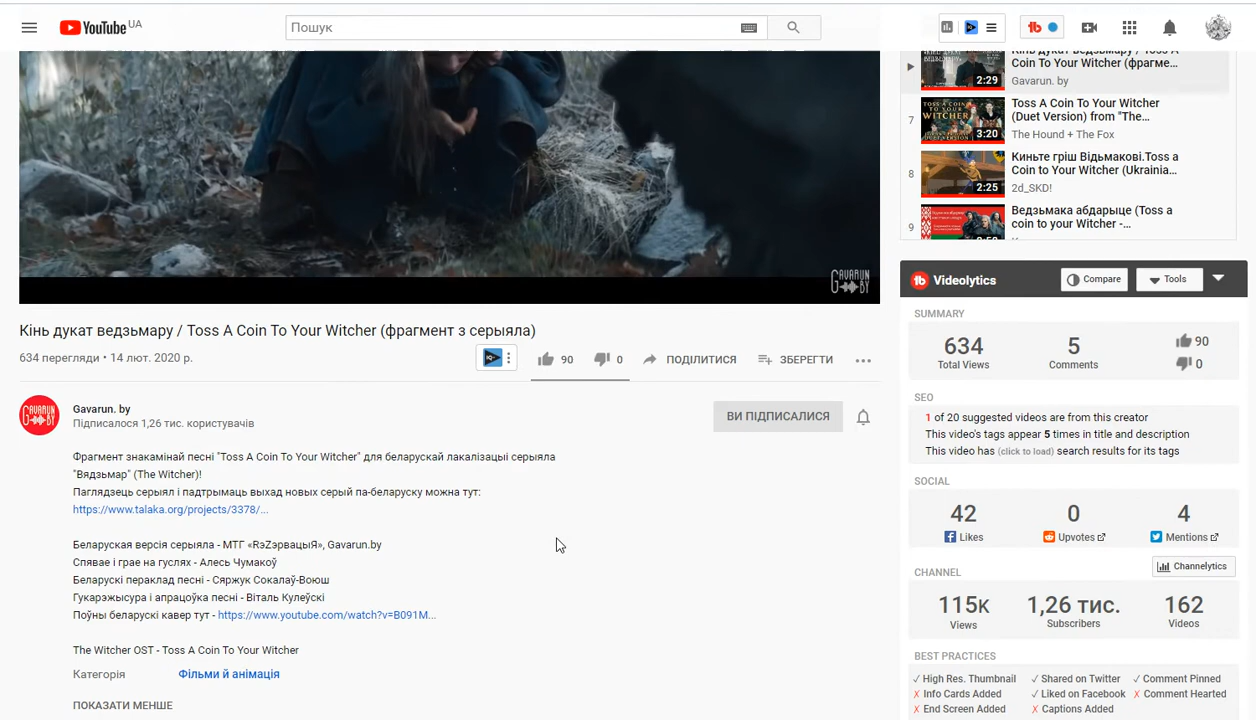 YouTube UA
Пошук
Кінь дукат ведзьмару / Toss A
Coin To Your Witcher (фрагме...
Gavarun. by
2:29
7
Toss A Coin To Your Witcher
(Duet Version) from "The...
The Hound + The Fox
TOSS A COIN
TO YOUR
WITCHER
3:20
8
Киньте гріш Відьмакові.Toss a
Coin to Your Witcher (Ukrainia...
2d_SKD!
2:25
9
Ведзьмака абдарыце (Toss a
coin to your Witcher -...
GAVARUN
BY
Кінь дукат ведзьмару / Toss A Coin To Your Witcher (фрагмент з серыяла)
634 перегляди • 14 лют. 2020 р.
90
0
ПОДІЛИТИСЯ
ЗБЕРЕГТИ
GAVARUN
BY
Gavarun. by
Підписалося 1,26 тис. користувачів
ВИ ПІДПИСАЛИСЯ
Фрагмент знакамінай песні "Toss A Coin To Your Witcher" для беларускай лакалізацыі серыяла
"Вядзьмар" (The Witcher)!
Паглядзець серыял і падтрымаць выхад новых серый па-беларуску можна тут:
https://www.talaka.org/projects/3378/...
Беларуская версія серыяла - МТГ «RэZэрвацыЯ», Gavarun.by
Спявае і грае на гуслях - Алесь Чумакоў
Беларускі пераклад песні - Сяржук Сокалаў-Воюш
Гукарэжысура і апрацоўка песні - Віталь Кулеўскі
Поўны беларускі кавер тут - https://www.youtube.com/watch?v=B091M...
The Witcher OST - Toss A Coin To Your Witcher
Категорія
Фільми й анімація
ПОКАЗАТИ МЕНШЕ
Videolytics
Compare
Tools
SUMMARY
634
Total Views
5
Comments
90
0
SEO
1 of 20 suggested videos are from this creator
This video's tags appear 5 times in title and description
This video has (click to load) search results for its tags
SOCIAL
42
Likes
0
Upvotes
4
Mentions
CHANNEL
Channelytics
115K
Views
1,26 тис.
Subscribers
162
Videos
BEST PRACTICES
✓ High Res. Thumbnail ✓ Shared on Twitter ✓ Comment Pinned
✗ Info Cards Added ✓ Liked on Facebook ✗ Comment Hearted
✗ End Screen Added ✗ Captions Added